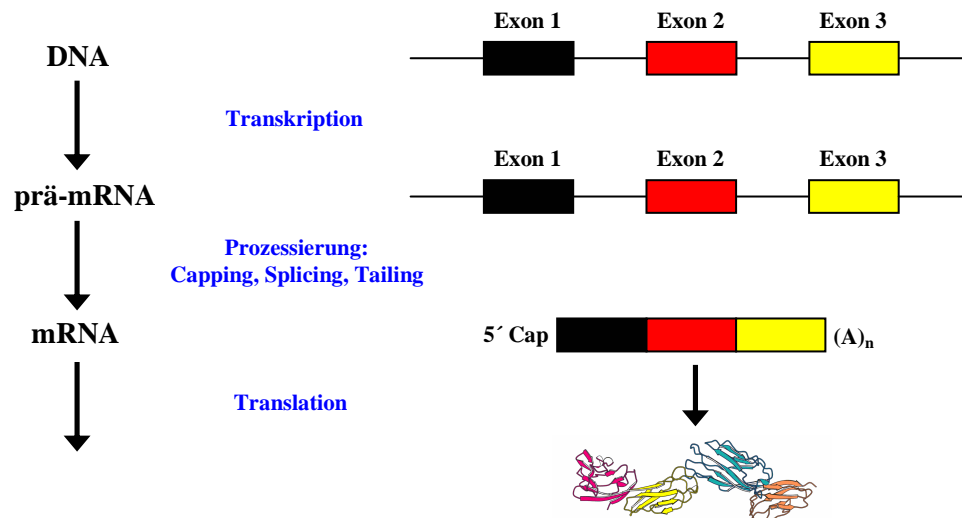 Exon 1 Exon 2 Exon 3
DNA
Transkription
Exon 1 Exon 2 Exon 3
prä-mRNA
Prozessierung:
Capping, Splicing, Tailing
mRNA
5´ Cap (A)n
Translation